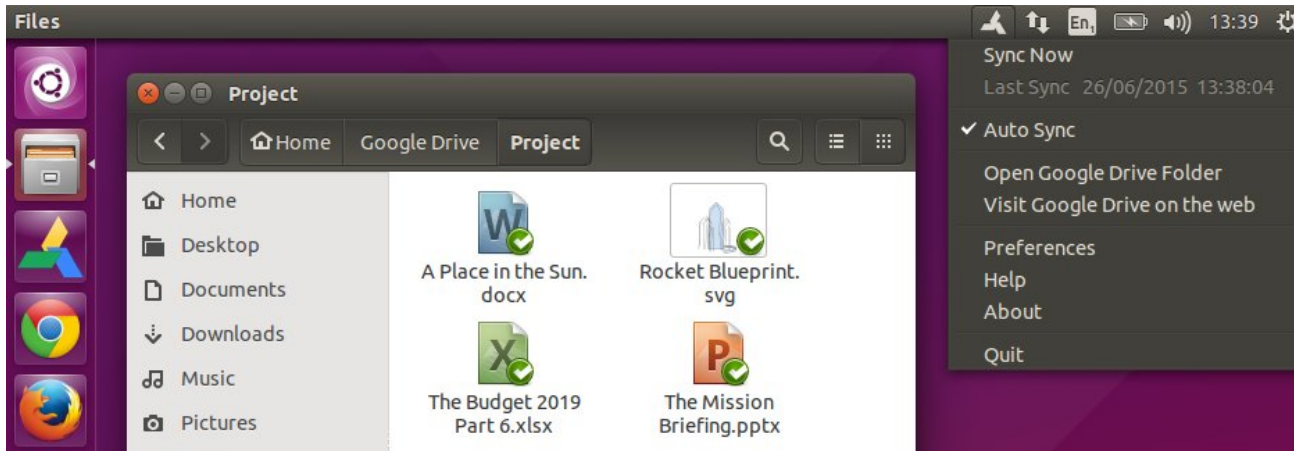 Files
En1
13:39
Project
Home
Google Drive
Project
Home
Desktop
Documents
Downloads
Music
Pictures
W
A Place in the Sun.
docx
Rocket Blueprint.
svg
X
The Budget 2019
Part 6.xlsx
P
The Mission
Briefing.pptx
Sync Now
Last Sync 26/06/2015 13:38:04
Auto Sync
Open Google Drive Folder
Visit Google Drive on the web
Preferences
Help
About
Quit